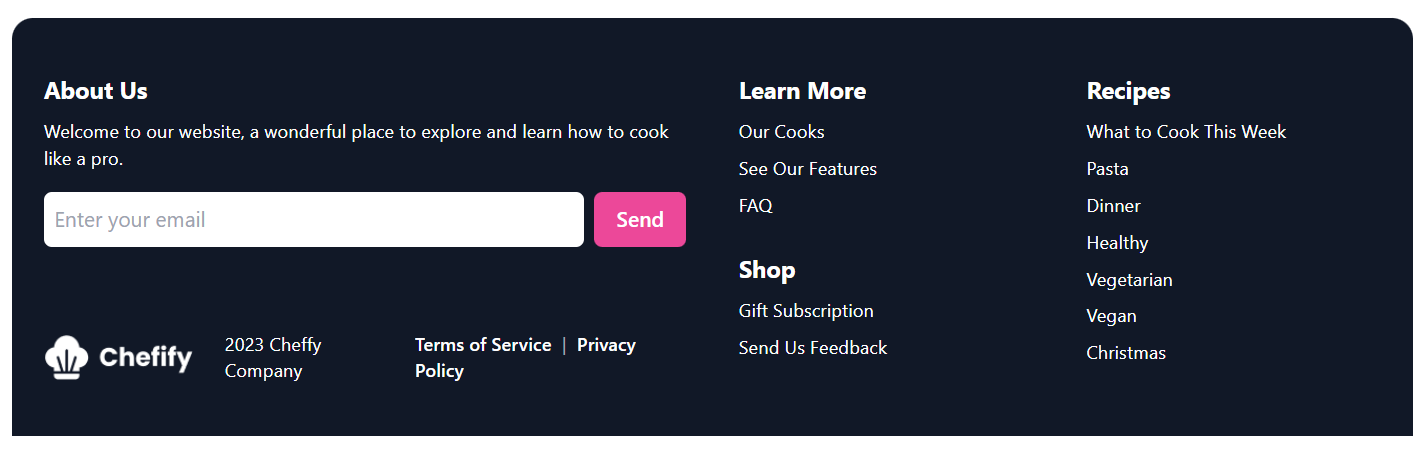 About Us
Welcome to our website, a wonderful place to explore and learn how to cook
like a pro.
Enter your email
Send
Chefify
2023 Cheffy
Company
Terms of Service | Privacy
Policy
Learn More
Our Cooks
See Our Features
FAQ
Shop
Gift Subscription
Send Us Feedback
Recipes
What to Cook This Week
Pasta
Dinner
Healthy
Vegetarian
Vegan
Christmas